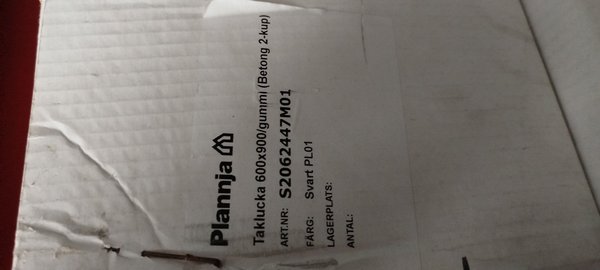 Plannja
Taklucka 600x900/gummi (Betong 2-kup)
ART.NR: S2062447M01
FÄRG: Svart PL01
LAGERPLATS:
ANTAL: